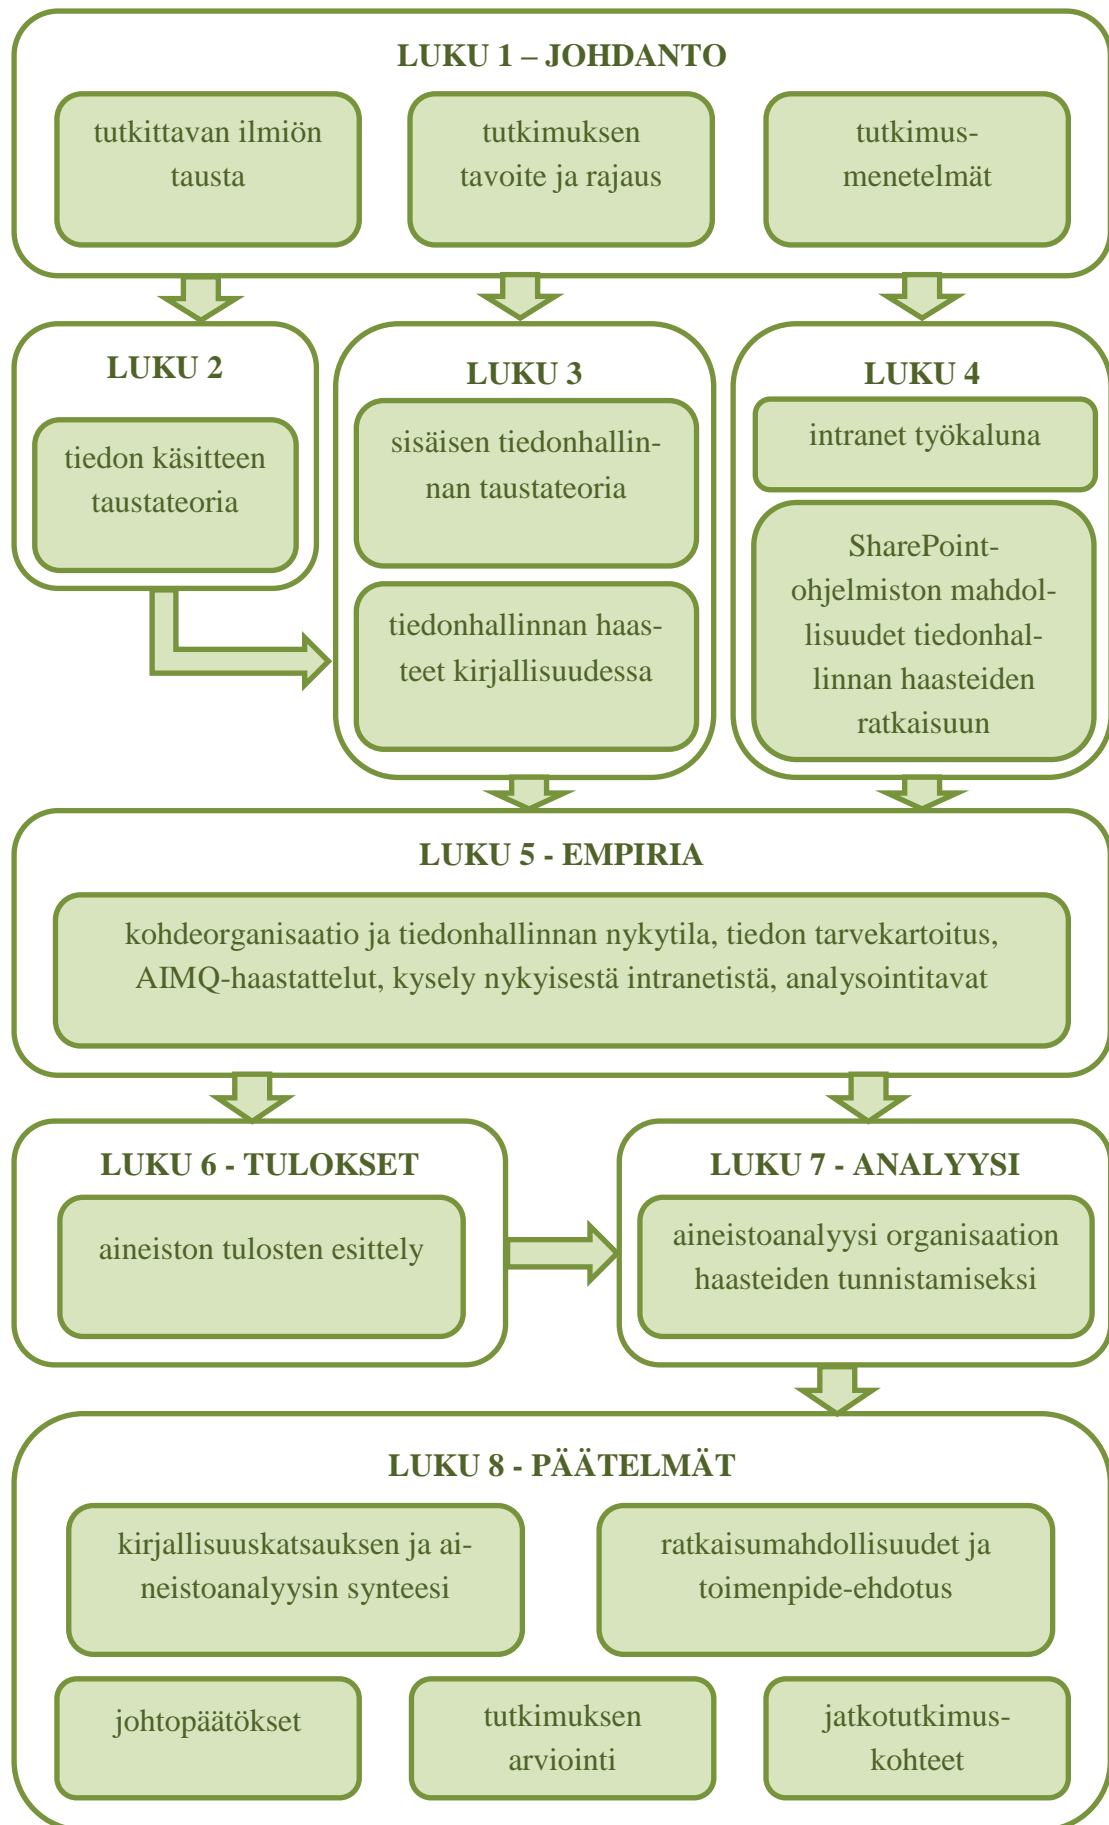 LUKU 1 – JOHDANTO
tutkittavan ilmiön
tausta
tutkimuksen
tavoite ja rajaus
tutkimus-
menetelmät
LUKU 2
tiedon käsitteen
taustateoria
LUKU 3
sisäisen tiedonhallin-
nan taustateoria
tiedonhallinnan haas-
teet kirjallisuudessa
LUKU 4
intranet työkaluna
SharePoint-
ohjelmiston mahdol-
lisuudet tiedonhal-
linnan haasteiden
ratkaisuun
LUKU 5 - EMPIRIA
kohdeorganisaatio ja tiedonhallinnan nykytila, tiedon tarvekartoitus,
AIMQ-haastattelut, kysely nykyisestä intranetistä, analysointitavat
LUKU 6 - TULOKSET
aineiston tulosten esittely
LUKU 7 - ANALYYSI
aineistoanalyysi organisaation
haasteiden tunnistamiseksi
LUKU 8 - PÄÄTELMÄT
kirjallisuuskatsauksen ja ai-
neistoanalyysin synteesi
ratkaisumahdollisuudet ja
toimenpide-ehdotus
johtopäätökset
tutkimuksen
arviointi
jatkotutkimus-
kohteet